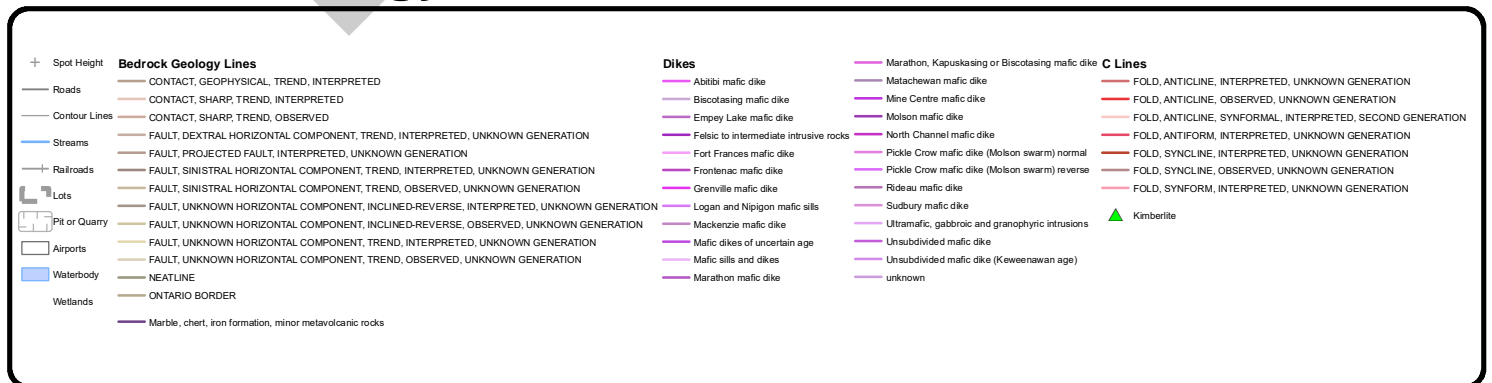 Spot Height
Roads
Contour Lines
Streams
Railroads
Lots
Pit or Quarry
Airports
Waterbody
Wetlands
Bedrock Geology Lines
CONTACT, GEOPHYSICAL, TREND, INTERPRETED
CONTACT, SHARP, TREND, INTERPRETED
CONTACT, SHARP, TREND, OBSERVED
FAULT, DEXTRAL HORIZONTAL COMPONENT, TREND, INTERPRETED, UNKNOWN GENERATION
FAULT, PROJECTED FAULT, INTERPRETED, UNKNOWN GENERATION
FAULT, SINISTRAL HORIZONTAL COMPONENT, TREND, INTERPRETED, UNKNOWN GENERATION
FAULT, SINISTRAL HORIZONTAL COMPONENT, TREND, OBSERVED, UNKNOWN GENERATION
FAULT, UNKNOWN HORIZONTAL COMPONENT, INCLINED-REVERSE, INTERPRETED, UNKNOWN GENERATION
FAULT, UNKNOWN HORIZONTAL COMPONENT, INCLINED-REVERSE, OBSERVED, UNKNOWN GENERATION
FAULT, UNKNOWN HORIZONTAL COMPONENT, TREND, INTERPRETED, UNKNOWN GENERATION
FAULT, UNKNOWN HORIZONTAL COMPONENT, TREND, OBSERVED, UNKNOWN GENERATION
NEATLINE
ONTARIO BORDER
Marble, chert, iron formation, minor metavolcanic rocks
Dikes
Abitibi mafic dike
Biscotasing mafic dike
Empey Lake mafic dike
Felsic to intermediate intrusive rocks
Fort Frances mafic dike
Frontenac mafic dike
Grenville mafic dike
Logan and Nipigon mafic sills
Mackenzie mafic dike
Mafic dikes of uncertain age
Mafic sills and dikes
Marathon mafic dike
Marathon, Kapuskasing or Biscotasing mafic dike
Matachewan mafic dike
Mine Centre mafic dike
Molson mafic dike
North Channel mafic dike
Pickle Crow mafic dike (Molson swarm) normal
Pickle Crow mafic dike (Molson swarm) reverse
Rideau mafic dike
Sudbury mafic dike
Ultramafic, gabbroic and granophyric intrusions
Unsubdivided mafic dike
Unsubdivided mafic dike (Keweenawan age)
unknown
C Lines
FOLD, ANTICLINE, INTERPRETED, UNKNOWN GENERATION
FOLD, ANTICLINE, OBSERVED, UNKNOWN GENERATION
FOLD, ANTICLINE, SYNFORMAL, INTERPRETED, SECOND GENERATION
FOLD, ANTIFORM, INTERPRETED, UNKNOWN GENERATION
FOLD, SYNCLINE, INTERPRETED, UNKNOWN GENERATION
FOLD, SYNCLINE, OBSERVED, UNKNOWN GENERATION
FOLD, SYNFORM, INTERPRETED, UNKNOWN GENERATION
Kimberlite